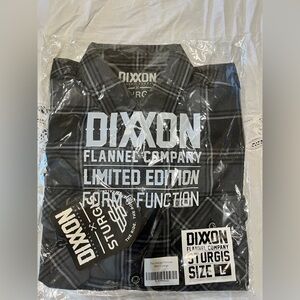 DIXXON
DIXXON
FLANNEL COMPANY
LIMITED EDITION
FORM FUNCTION
DIXXON
STURGIS
DIXXON
FLANNEL COMPANY
STURGIS
SIZE L